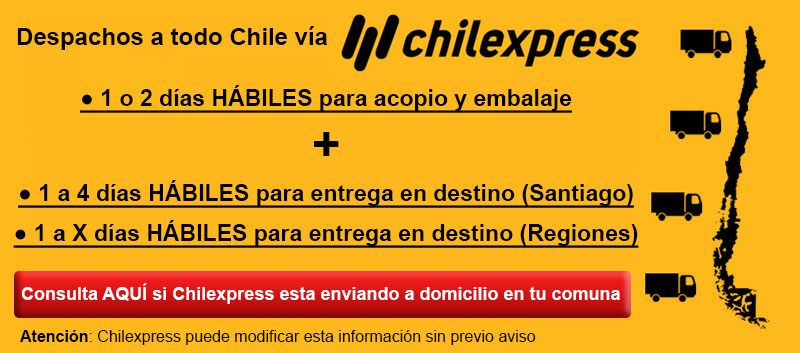 Despachos a todo Chile vía chilexpress
● 1 o 2 días HÁBILES para acopio y embalaje
+
● 1 a 4 días HÁBILES para entrega en destino (Santiago)
● 1 a X días HÁBILES para entrega en destino (Regiones)
Consulta AQUÍ si Chilexpress esta enviando a domicilio en tu comuna
Atención: Chilexpress puede modificar esta información sin previo aviso